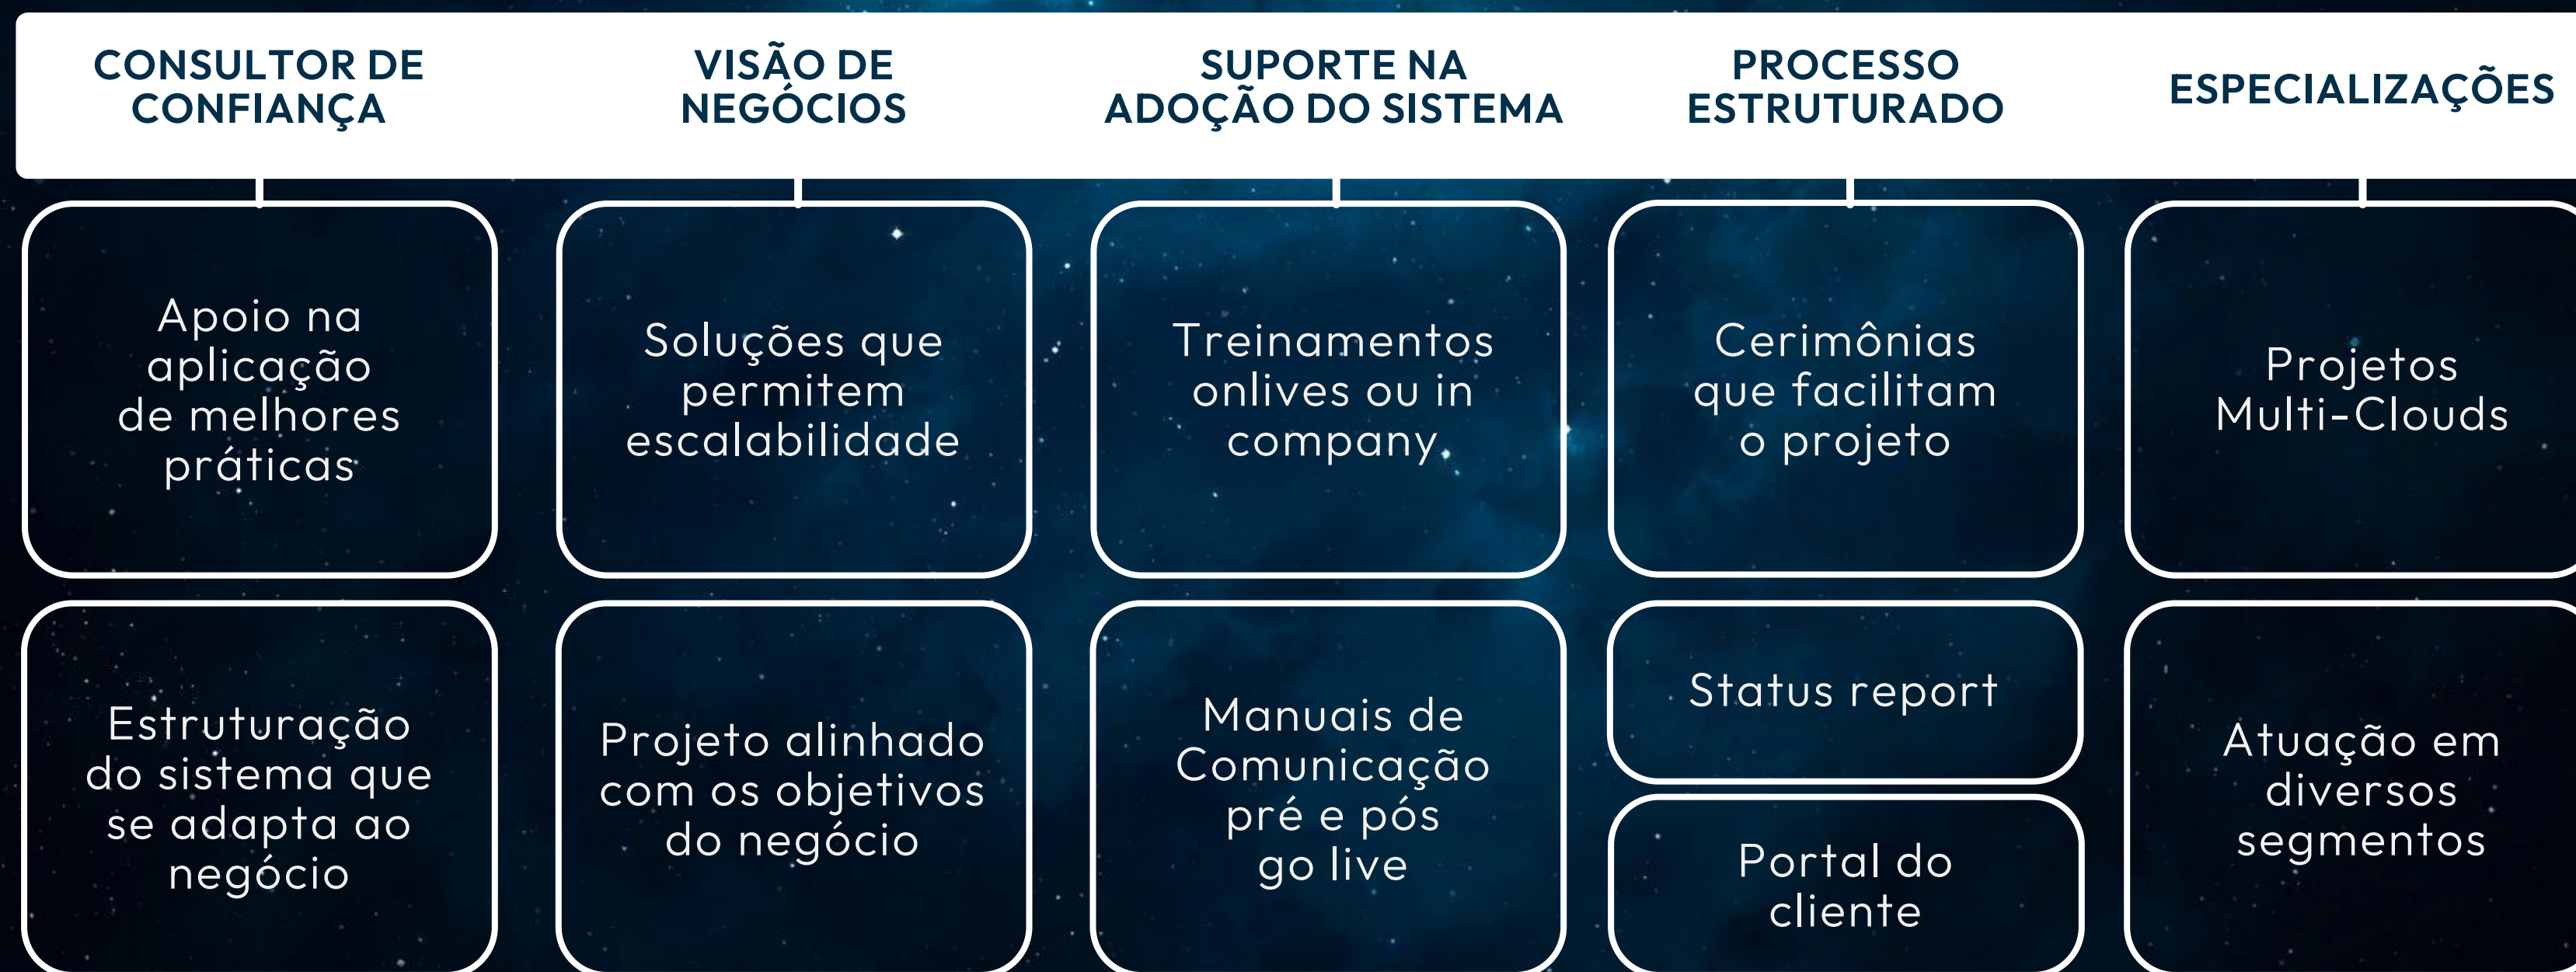 CONSULTOR DE
CONFIANÇA
VISÃO DE
NEGÓCIOS
SUPORTE NA
ADOÇÃO DO SISTEMA
PROCESSO
ESTRUTURADO
ESPECIALIZAÇÕES
Apoio na
aplicação
de melhores
práticas
Soluções que
permitem
escalabilidade
Treinamentos
onlives ou in
company
Cerimônias
que facilitam
o projeto
Projetos
Multi-Clouds
Estruturação
do sistema que
se adapta ao
negócio
Projeto alinhado
com os objetivos
do negócio
Manuais de
Comunicação
pré e pós
go live
Status report
Portal do
cliente
Atuação em
diversos
segmentos